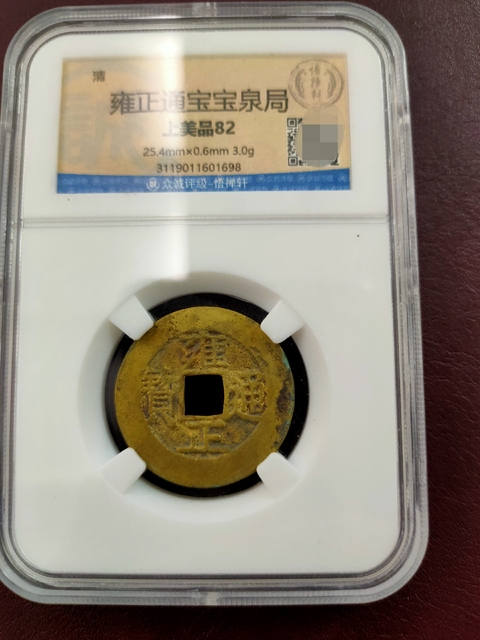 清
雍正通宝宝泉局
上美品82
25.4mm×0.6mm 3.0g
3119011601698
众诚评级-悟禅轩
雍
寶 通
正